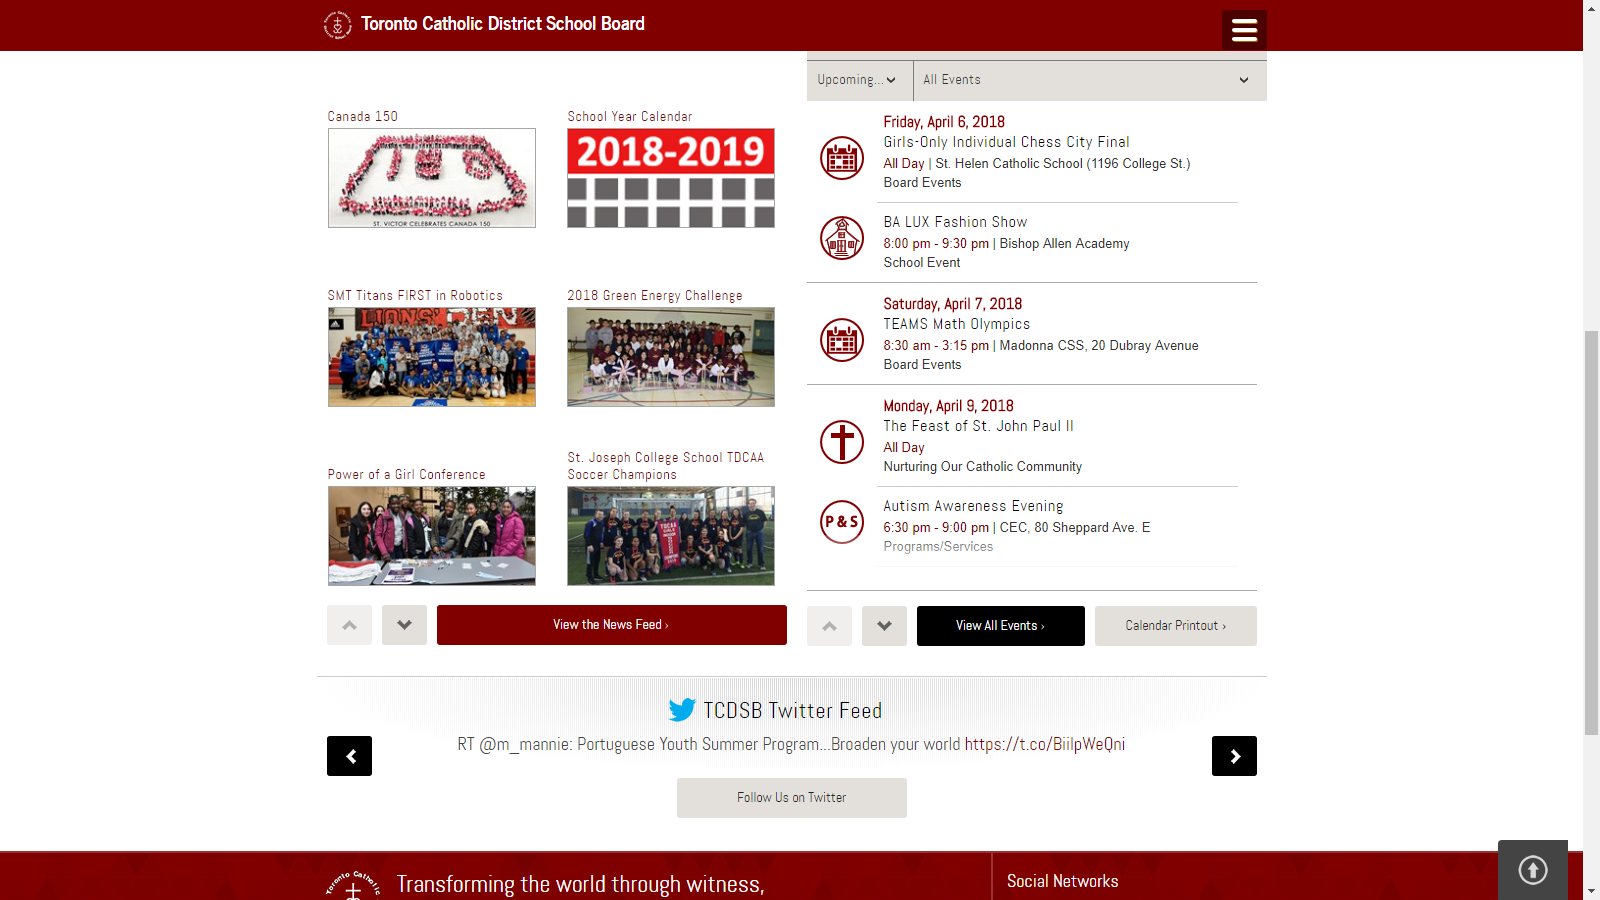 Toronto Catholic District School Board
Upcoming...
All Events
Canada 150
ST. VICTOR CELEBRATES CANADA 150
School Year Calendar
2018-2019
SMT Titans FIRST in Robotics
2018 Green Energy Challenge
Power of a Girl Conference
St. Joseph College School TDCAA
Soccer Champions
View the News Feed ›
Friday, April 6, 2018
Girls-Only Individual Chess City Final
All Day | St. Helen Catholic School (1196 College St.)
Board Events
BA LUX Fashion Show
8:00 pm - 9:30 pm | Bishop Allen Academy
School Event
Saturday, April 7, 2018
TEAMS Math Olympics
8:30 am - 3:15 pm | Madonna CSS, 20 Dubray Avenue
Board Events
Monday, April 9, 2018
The Feast of St. John Paul II
All Day
Nurturing Our Catholic Community
P & S
Autism Awareness Evening
6:30 pm - 9:00 pm | CEC, 80 Sheppard Ave. E
Programs/Services
View All Events ›
Calendar Printout ›
TCDSB Twitter Feed
RT @m_mannie: Portuguese Youth Summer Program...Broaden your world https://t.co/BiiIpWeQni
Follow Us on Twitter
Toronto Catholic
Transforming the world through witness,
Social Networks